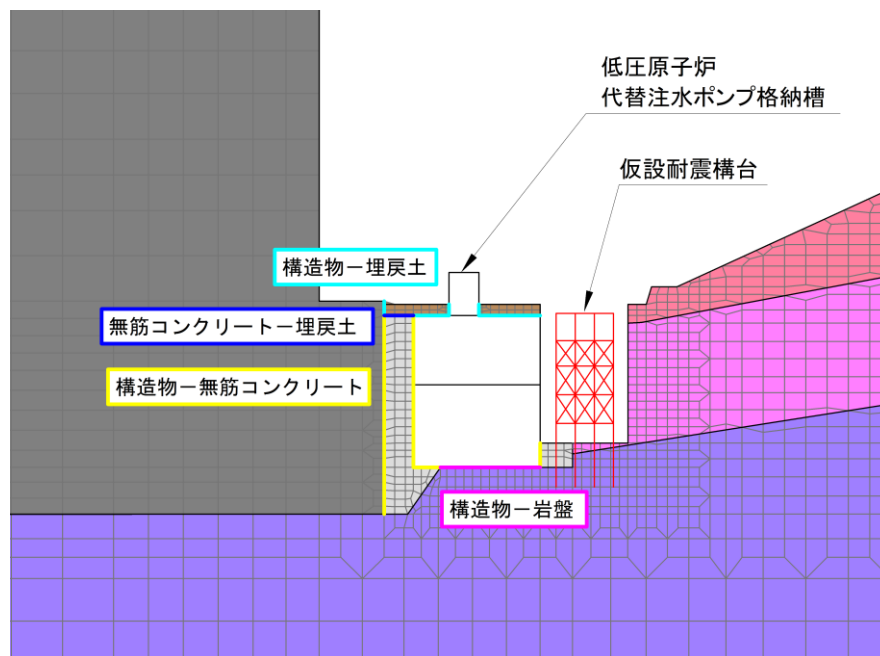 低圧原子炉
代替注水ポンプ格納槽
仮設耐震構台
構造物－埋戻土
無筋コンクリート－埋戻土
構造物－無筋コンクリート
構造物－岩盤